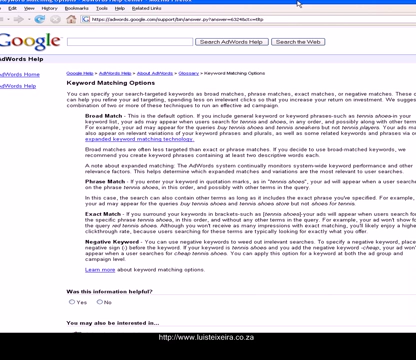 File Edit View History Bookmarks Tools Help
Google
Search AdWords Help
Search the Web
AdWords Help
AdWords Home
AdWords Help
Google Help > AdWords Help > About AdWords > Glossary > Keyword Matching Options
Keyword Matching Options
You can specify your search-targeted keywords as broad matches, phrase matches, exact matches, or negative matches. These
can help you refine your ad targeting, spending less on irrelevant clicks so that you increase your return on investment. We
combination of two or more of these techniques to run an effective ad campaign.
Broad Match - This is the default option. If you include general keyword or keyword phrases-such as tennis shoes-in your
keyword list, your ads may appear when users search for tennis and shoes, in any order, and possibly along with other
terms. For example, your ad may appear for the queries buy tennis shoes and tennis sneakers but not tennis players. Your ads
also appear on relevant variations of your keyword phrases and plurals, as well as some related keywords and phrases via
expanded keyword matching technology.
Broad matches are often less targeted than exact or phrase matches. If you decide to use broad-matched keywords, we
recommend you create keyword phrases containing at least two descriptive words each.
A note about expanded matching: The AdWords system continually monitors system-wide keyword performance and other
relevance factors. This helps determine which expanded matches and variations are the most relevant to user searches.
Phrase Match - If you enter your keyword in quotation marks, as in "tennis shoes", your ad will appear when a user searches
on the phrase tennis shoes, in this order, and possibly with other terms in the query.
In this case, the search can also contain other terms as long as it includes the exact phrase you've specified. For example,
your ad may appear for the queries buy tennis shoes and tennis shoes store but not shoes for tennis.
Exact Match - If you surround your keywords in brackets-such as [tennis shoes]-your ads will appear when users search for
the specific phrase tennis shoes, in that order, and without any other terms in the query. For example, your ad won't show for
the query red tennis shoes. Although you won't receive as many impressions with exact matching, you'll likely enjoy a higher
clickthrough rate, because users searching for these terms are typically looking for exactly what you offer.
Negative Keyword - You can use negative keywords to weed out irrelevant searches. To specify a negative keyword, place
negative sign (-) before the keyword. If your keyword is tennis shoes and you add the negative keyword -cheap, your ad won't
appear when a user searches for cheap tennis shoes. You can apply this option for a keyword at both the ad group and
campaign level.
Learn more about keyword matching options.
Was this information helpful?
Yes No
You may also be interested in...
http://www.luisteixeira.co.za